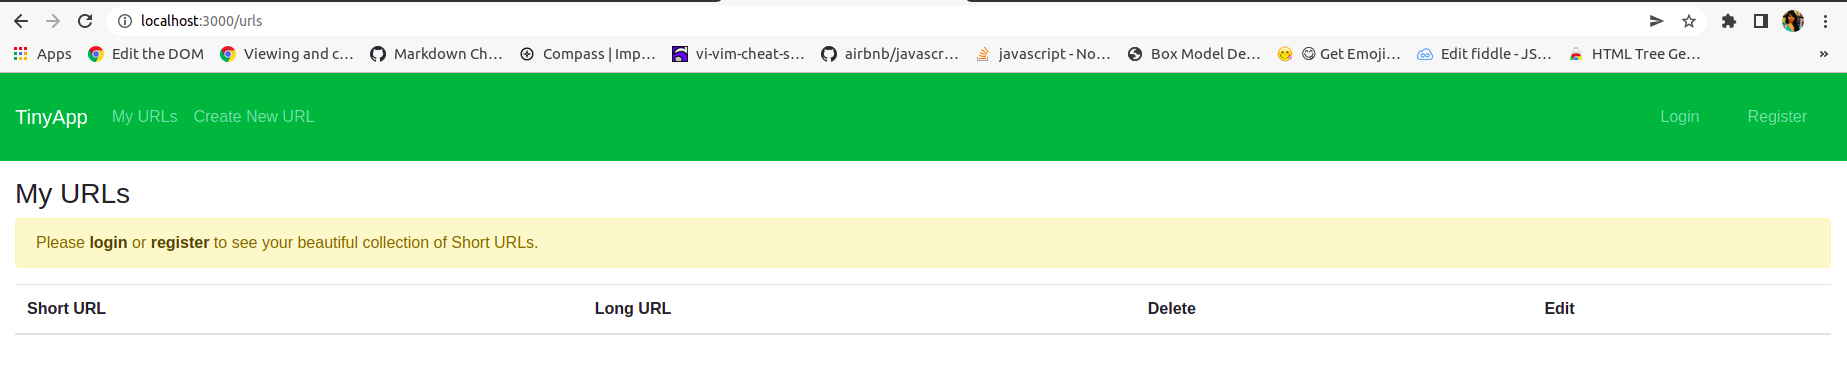 localhost:3000/urls
Apps Edit the DOM Viewing and c... Markdown Ch... Compass | Imp... vi-vim-cheat-s... airbnb/javascr... javascript - No... Box Model De... 😋 Get Emoji... Edit fiddle - JS... HTML Tree Ge... »
TinyApp My URLs Create New URL Login Register
My URLs
Please login or register to see your beautiful collection of Short URLs.
Short URL Long URL Delete Edit